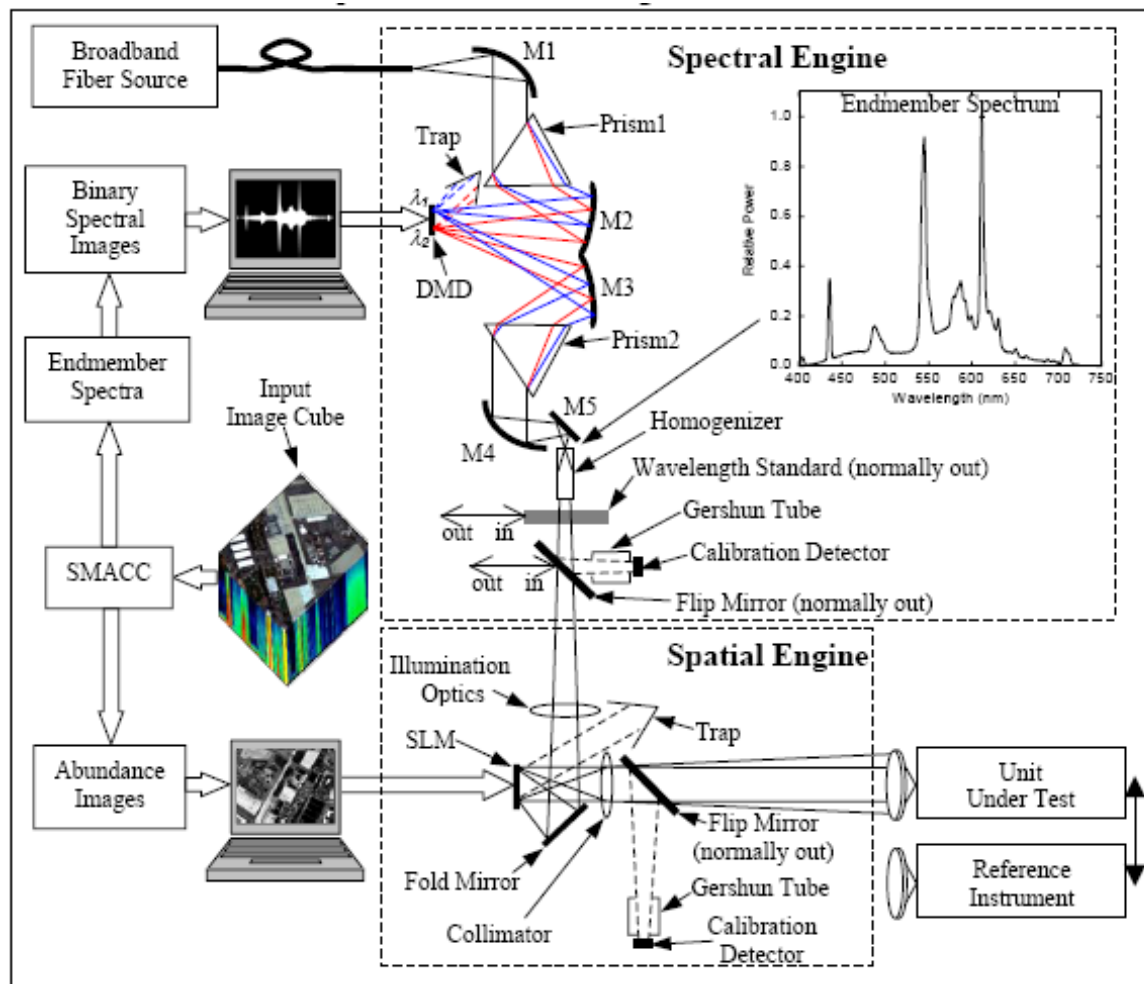 Broadband
Fiber Source
M1
Spectral Engine
Endmember Spectrum
Prism1
Trap
Binary
Spectral
Images
λ1
λ2
DMD
M2
M3
Relative Power
1.0
0.8
0.6
0.4
0.2
0.0
400
450
500
550
600
650
700
750
Wavelength (nm)
Prism2
Endmember
Spectra
Input
Image Cube
M5
M4
Homogenizer
Wavelength Standard (normally out)
out
in
Gershun Tube
Calibration Detector
out
in
Flip Mirror (normally out)
SMACC
Spatial Engine
Illumination
Optics
Trap
SLM
Abundance
Images
Unit
Under Test
Flip Mirror
(normally out)
Fold Mirror
Collimator
Gershun Tube
Calibration
Detector
Reference
Instrument